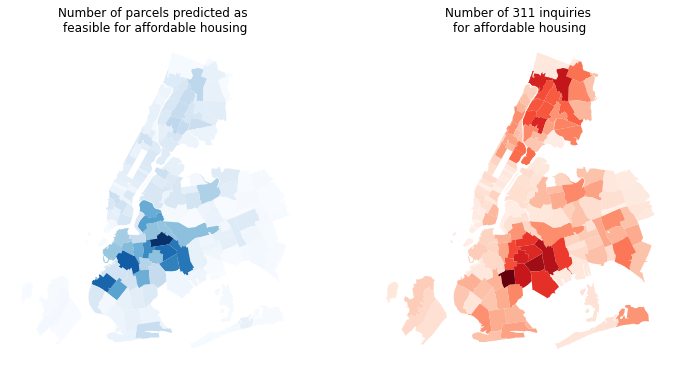 Number of parcels predicted as
feasible for affordable housing
Number of 311 inquiries
for affordable housing